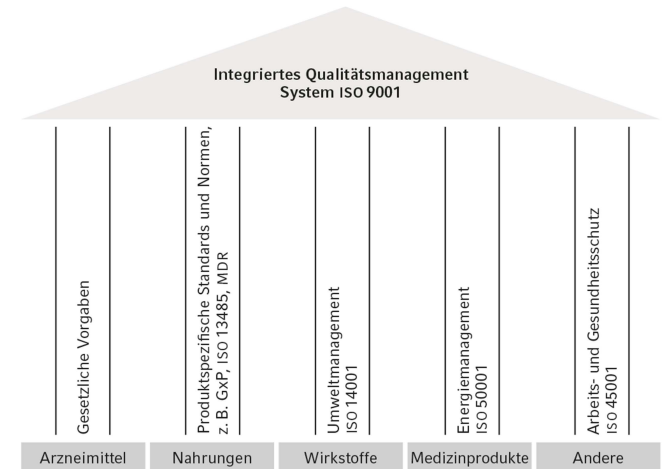 Integriertes Qualitätsmanagement
System ISO 9001
Gesetzliche Vorgaben
Produktspezifische Standards und Normen,
z. B. GxP, ISO 13485, MDR
Umweltmanagement
ISO 14001
Energiemanagement
ISO 50001
Arbeits- und Gesundheitsschutz
ISO 45001
Arzneimittel
Nahrungen
Wirkstoffe
Medizinprodukte
Andere